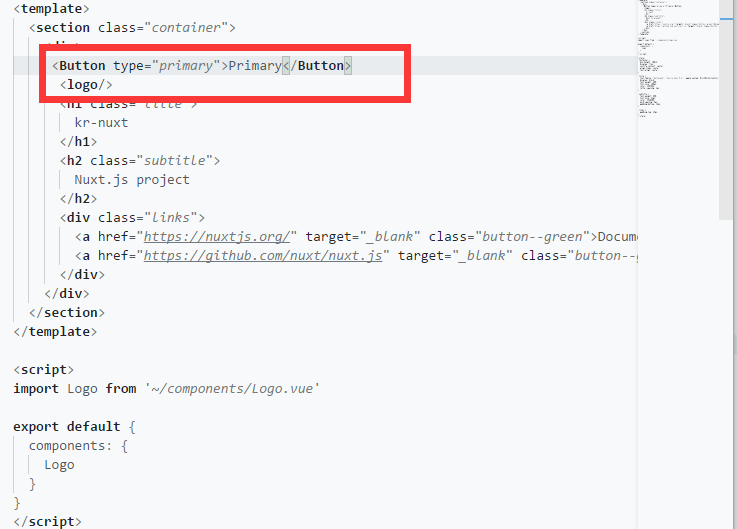 <template>
<section class="container">
<Button type="primary">Primary</Button>
<logo/>
<h1 class="title">
kr-nuxt
</h1>
<h2 class="subtitle">
Nuxt.js project
</h2>
<div class="links">
<a href="https://nuxtjs.org/" target="_blank" class="button--green">Docume
<a href="https://github.com/nuxt/nuxt.js" target="_blank" class="button--g
</div>
</div>
</section>
</template>
<script>
import Logo from '~/components/Logo.vue'
export default {
components: {
Logo
}
}
</script>